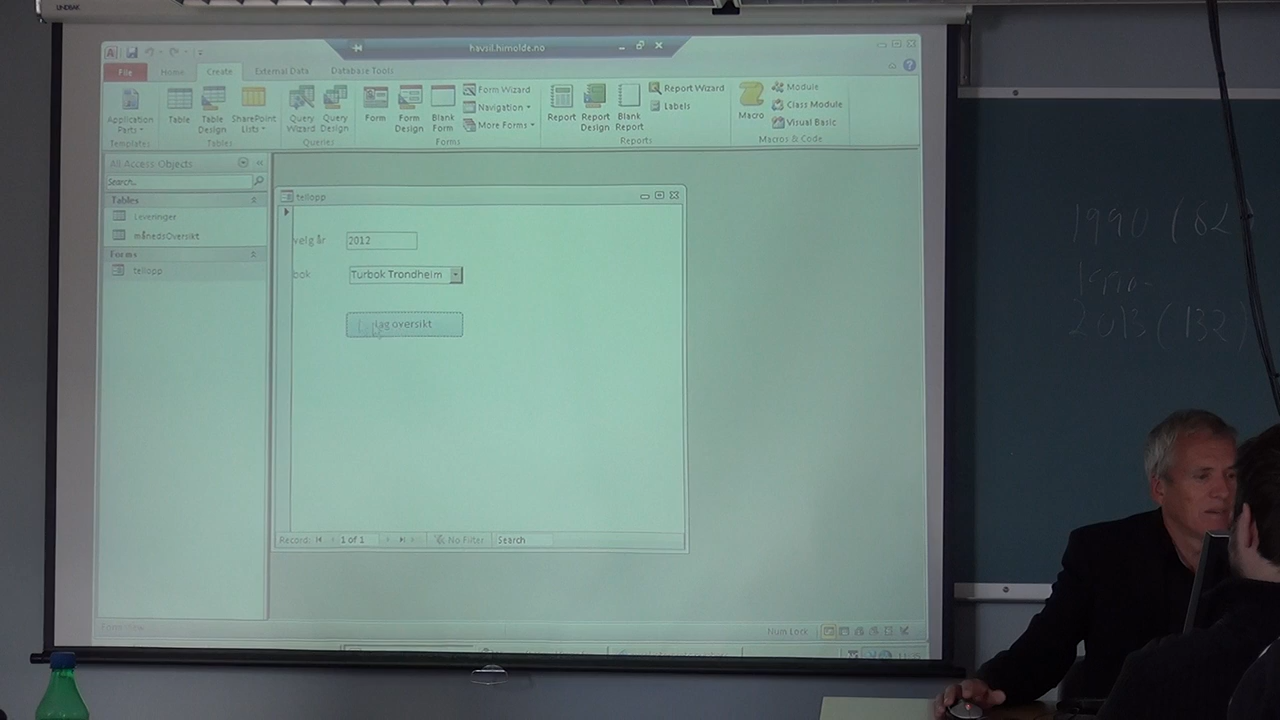 LINDBAK
havsil.himolde.no
File Home Create External Data Database Tools
Application Parts Table Table Design SharePoint Lists Query Wizard Query Design Form Form Design Blank Form Form Wizard Navigation More Forms Report Report Design Blank Report Report Wizard Labels Macro Module Class Module Visual Basic
Templates Tables Queries Forms Reports Macros & Code
All Access Objects
Search...
Tables
Leveringer
månedsOversikt
Forms
tellopp
tellopp
velg år 2012
bok Turbok Trondheim
lag oversikt
Record: 1 of 1 No Filter Search
Form View
Num Lock
1990 (62)
1990-
2013 (132)